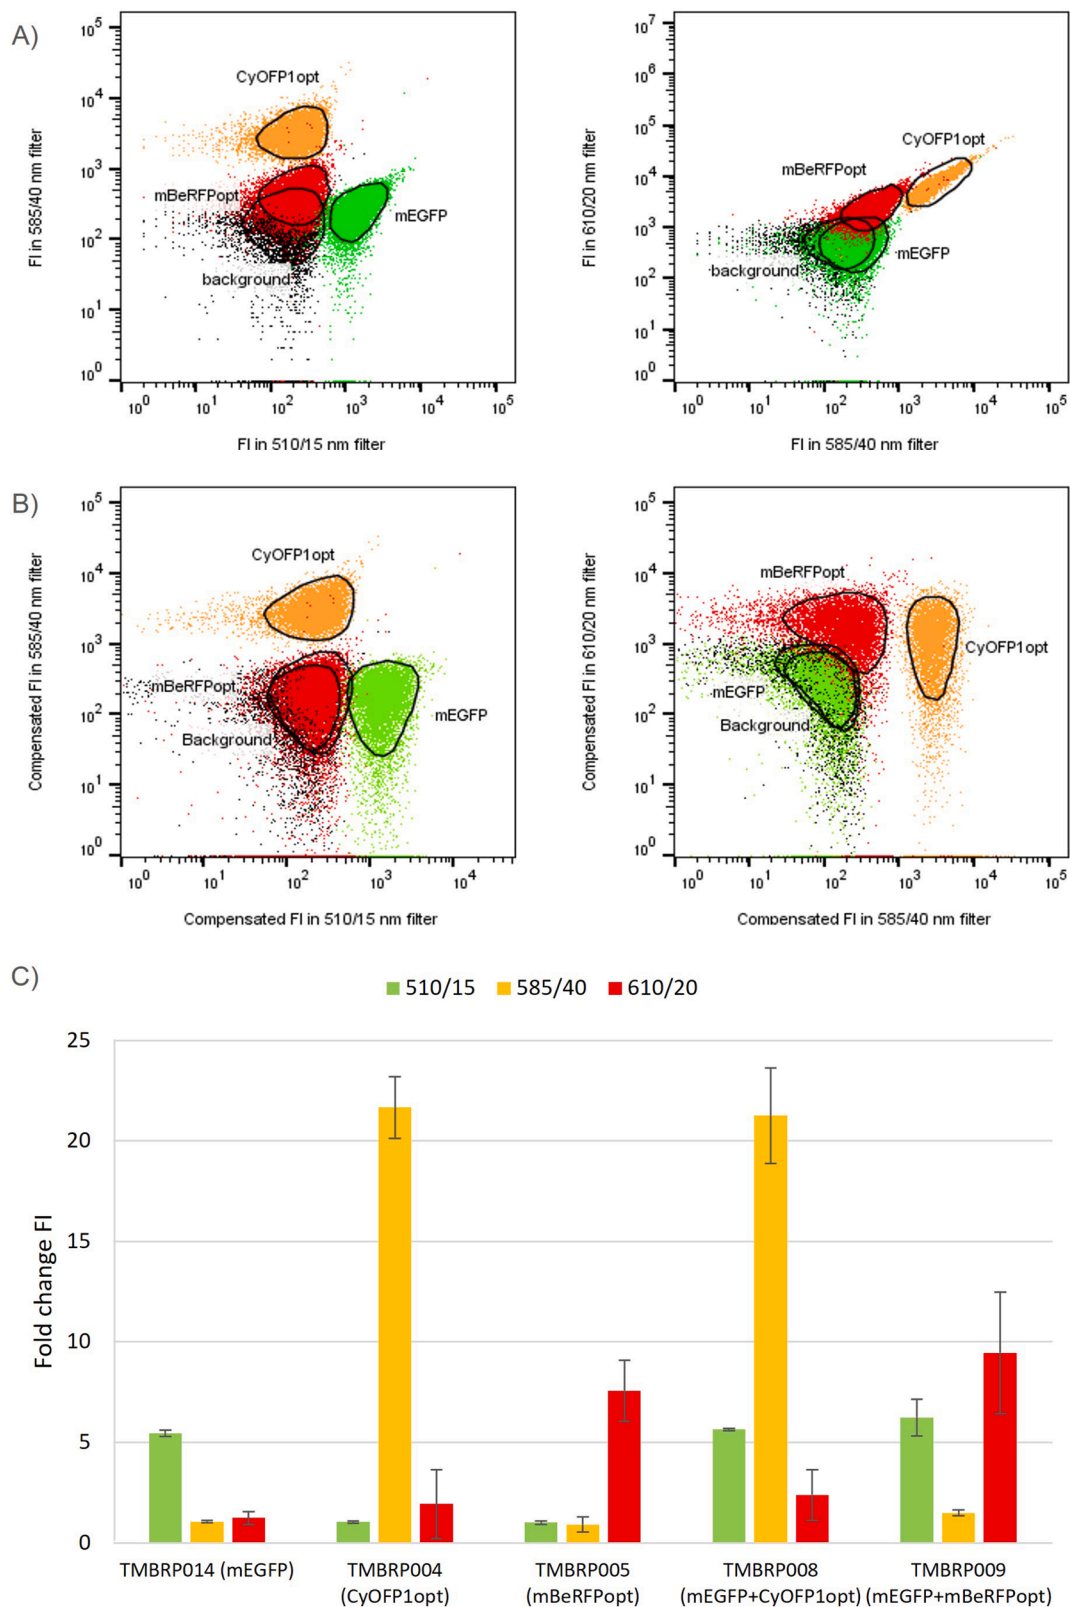 A)
10^5
10^4
10^3
10^2
10^1
10^0
FI in 585/40 nm filter
CyOFP1opt
mBeRFPopt
mEGFP
background
10^0 10^1 10^2 10^3 10^4 10^5
FI in 510/15 nm filter
10^7
10^6
10^5
10^4
10^3
10^2
10^1
10^0
FI in 610/20 nm filter
CyOFP1opt
mBeRFPopt
mEGFP
background
10^0 10^1 10^2 10^3 10^4 10^5
FI in 585/40 nm filter
B)
10^5
10^4
10^3
10^2
10^1
10^0
Compensated FI in 585/40 nm filter
CyOFP1opt
mBeRFPopt
mEGFP
Background
10^0 10^1 10^2 10^3 10^4
Compensated FI in 510/15 nm filter
10^5
10^4
10^3
10^2
10^1
10^0
Compensated FI in 610/20 nm filter
mBeRFPopt
CyOFP1opt
mEGFP
Background
10^0 10^1 10^2 10^3 10^4 10^5
Compensated FI in 585/40 nm filter
C)
510/15 585/40 610/20
25
20
15
10
5
0
Fold change FI
TMBRP014 (mEGFP) TMBRP004 TMBRP005 TMBRP008 TMBRP009
(CyOFP1opt) (mBeRFPopt) (mEGFP+CyOFP1opt) (mEGFP+mBeRFPopt)